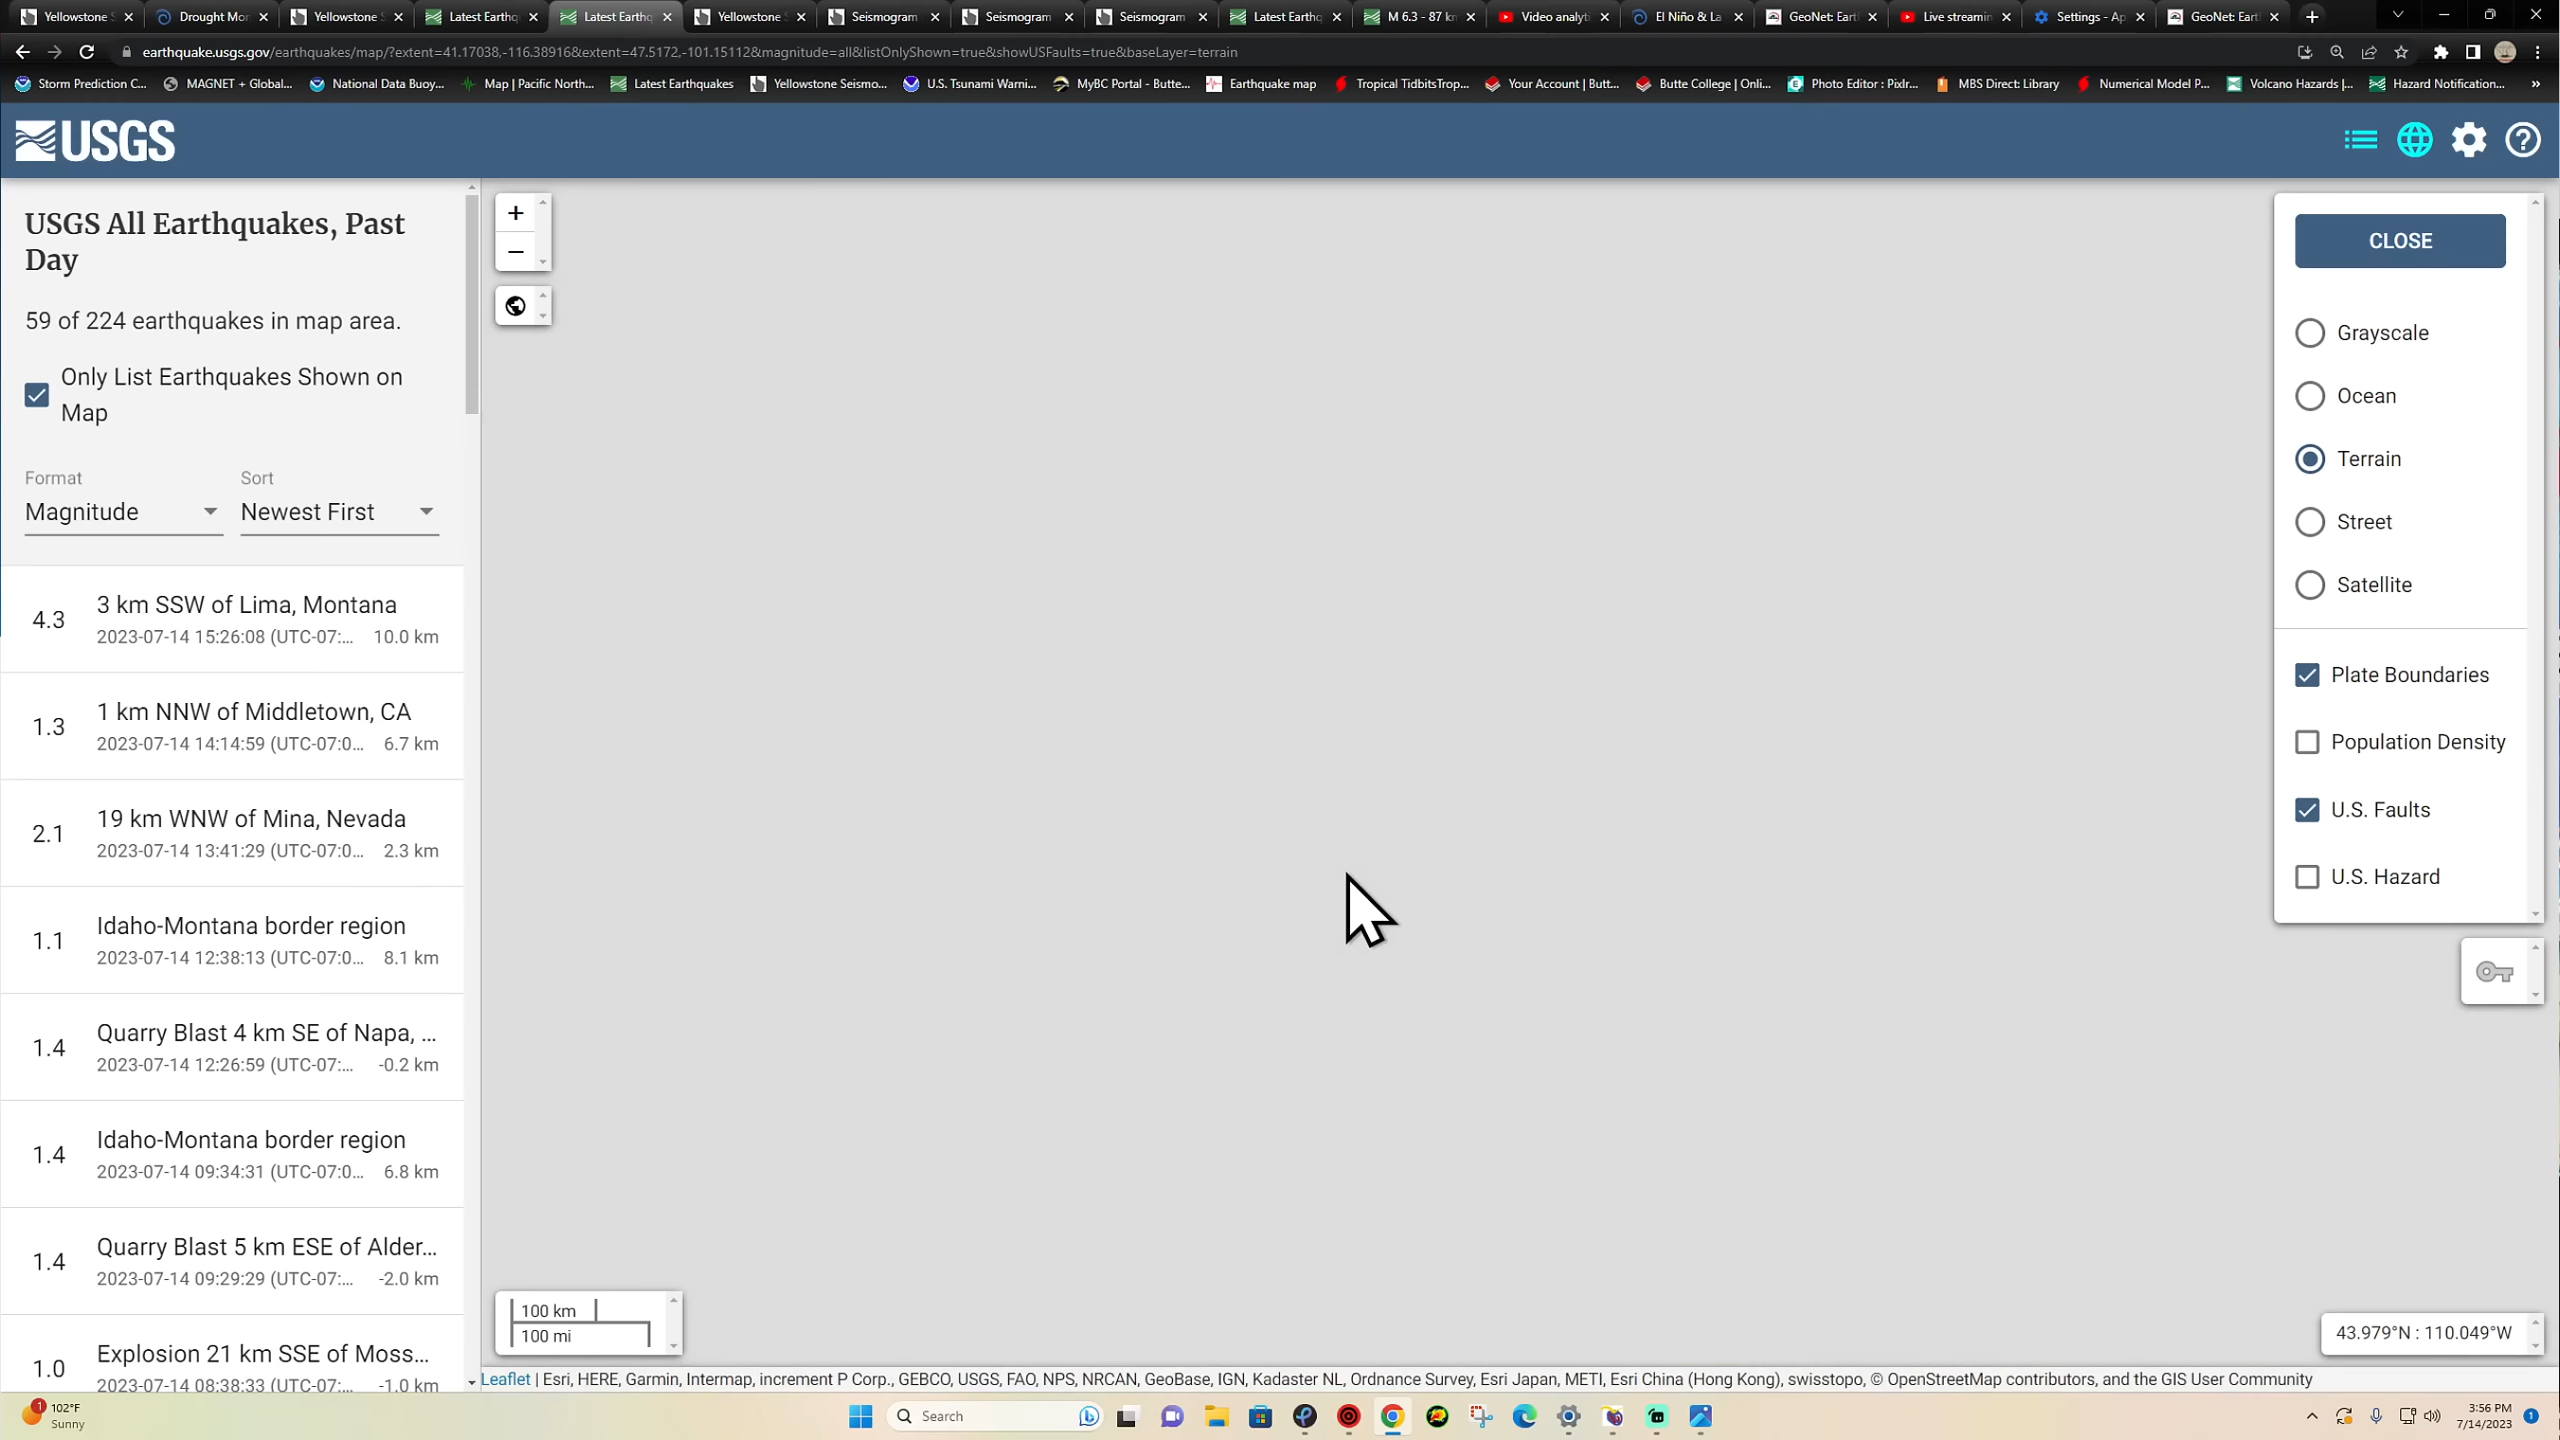 Yellowstone S
Drought Mor
Yellowstone S
Latest Earthq
Latest Earthq
Yellowstone S
Seismogram
Seismogram
Seismogram
Latest Earthq
M 6.3 - 87 km
Video analyt
El Niño & La
GeoNet: Eart
Live streamin
Settings - Ap
GeoNet: Eart
earthquake.usgs.gov/earthquakes/map/?extent=41.17038,-116.38916&extent=47.5172,-101.15112&magnitude=all&listOnlyShown=true&showUSFaults=true&baseLayer=terrain
Storm Prediction C...
MAGNET + Global...
National Data Buoy...
Map | Pacific North...
Latest Earthquakes
Yellowstone Seismo...
U.S. Tsunami Warni...
MyBC Portal - Butte...
Earthquake map
Tropical TidbitsTrop...
Your Account | Butt...
Butte College | Onli...
Photo Editor : Pixlr...
MBS Direct: Library
Numerical Model P...
Volcano Hazards |...
Hazard Notification...
»
USGS
USGS All Earthquakes, Past
Day
59 of 224 earthquakes in map area.
Only List Earthquakes Shown on
Map
Format
Sort
Magnitude
Newest First
4.3
3 km SSW of Lima, Montana
2023-07-14 15:26:08 (UTC-07:... 10.0 km
1.3
1 km NNW of Middletown, CA
2023-07-14 14:14:59 (UTC-07:0... 6.7 km
2.1
19 km WNW of Mina, Nevada
2023-07-14 13:41:29 (UTC-07:0... 2.3 km
1.1
Idaho-Montana border region
2023-07-14 12:38:13 (UTC-07:0... 8.1 km
1.4
Quarry Blast 4 km SE of Napa, ...
2023-07-14 12:26:59 (UTC-07:... -0.2 km
1.4
Idaho-Montana border region
2023-07-14 09:34:31 (UTC-07:0... 6.8 km
1.4
Quarry Blast 5 km ESE of Alder...
2023-07-14 09:29:29 (UTC-07:... -2.0 km
1.0
Explosion 21 km SSE of Moss...
2023-07-14 08:38:33 (UTC-07:... -1.0 km
+
−
CLOSE
Grayscale
Ocean
Terrain
Street
Satellite
Plate Boundaries
Population Density
U.S. Faults
U.S. Hazard
100 km
100 mi
43.979°N : 110.049°W
Leaflet | Esri, HERE, Garmin, Intermap, increment P Corp., GEBCO, USGS, FAO, NPS, NRCAN, GeoBase, IGN, Kadaster NL, Ordnance Survey, Esri Japan, METI, Esri China (Hong Kong), swisstopo, © OpenStreetMap contributors, and the GIS User Community
1
102°F
Sunny
Search
3:56 PM
7/14/2023
1